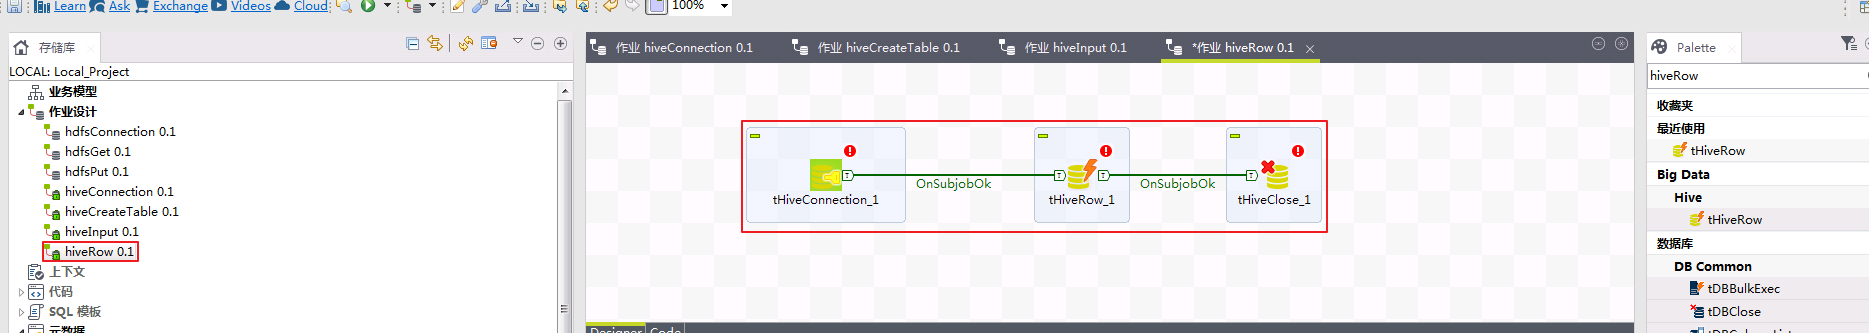 Learn Ask Exchange Videos Cloud 100%
存储库
LOCAL: Local_Project
业务模型
作业设计
hdfsConnection 0.1
hdfsGet 0.1
hdfsPut 0.1
hiveConnection 0.1
hiveCreateTable 0.1
hiveInput 0.1
hiveRow 0.1
上下文
代码
SQL 模板
元数据
作业 hiveConnection 0.1
作业 hiveCreateTable 0.1
作业 hiveInput 0.1
*作业 hiveRow 0.1
OnSubjobOk
OnSubjobOk
tHiveConnection_1
tHiveRow_1
tHiveClose_1
Designer Code
Palette
hiveRow
收藏夹
最近使用
tHiveRow
Big Data
Hive
tHiveRow
数据库
DB Common
tDBBulkExec
tDBClose